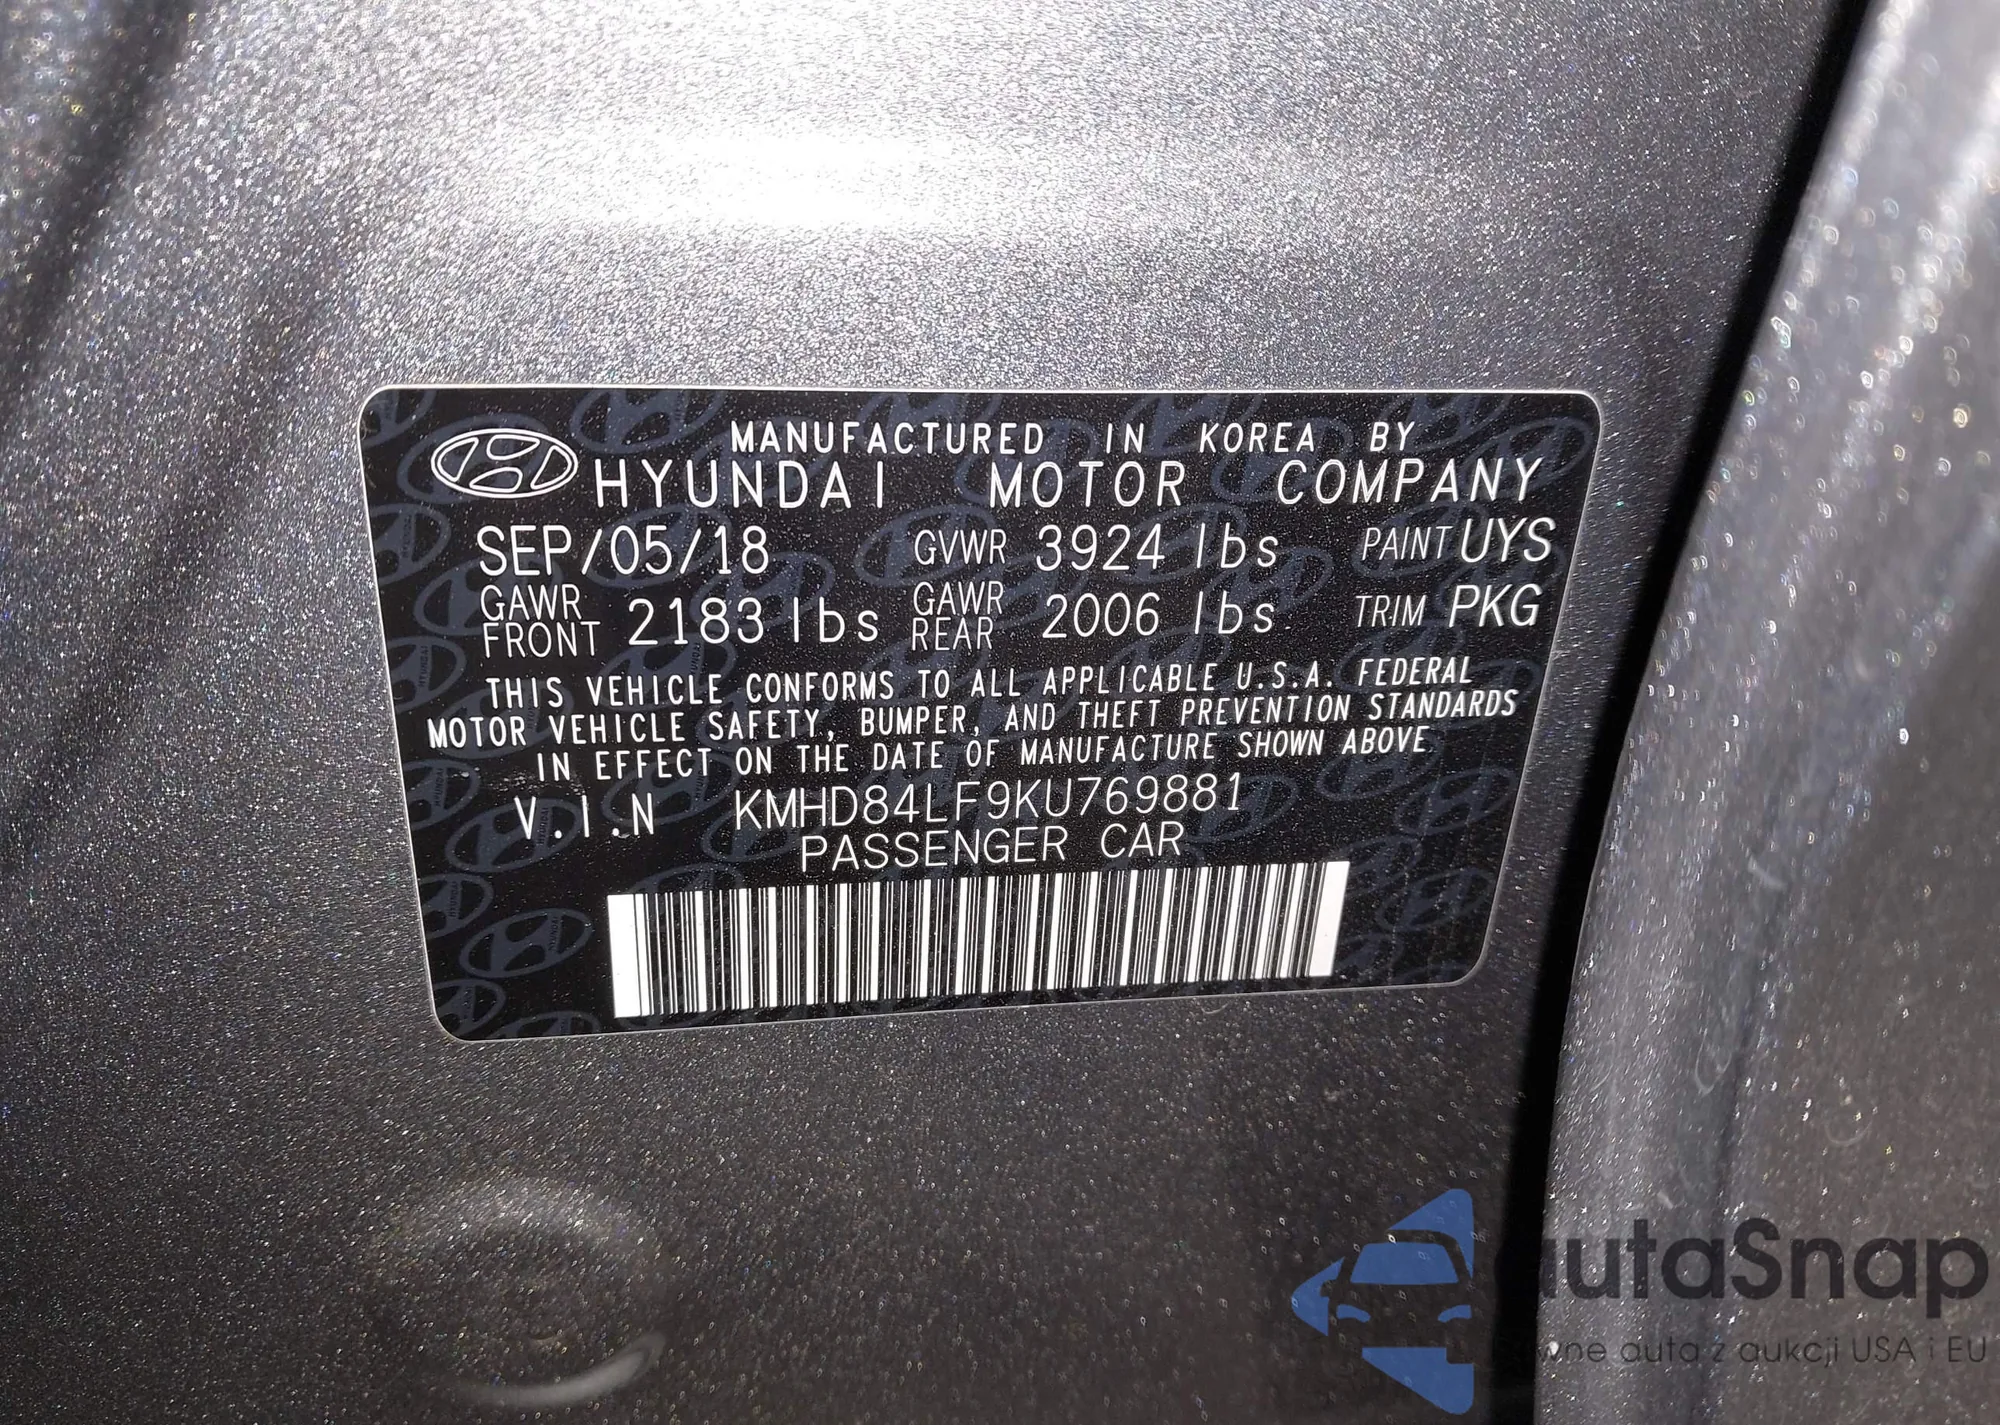 MANUFACTURED IN KOREA BY
HYUNDAI MOTOR COMPANY
SEP/05/18 GVWR 3924 lbs PAINT UYS
GAWR FRONT 2183 lbs GAWR REAR 2006 lbs TRIM PKG
THIS VEHICLE CONFORMS TO ALL APPLICABLE U.S.A. FEDERAL
MOTOR VEHICLE SAFETY, BUMPER, AND THEFT PREVENTION STANDARDS
IN EFFECT ON THE DATE OF MANUFACTURE SHOWN ABOVE
V.I.N KMHD84LF9KU769881
PASSENGER CAR
autaSnap
auta z aukcji USA i EU